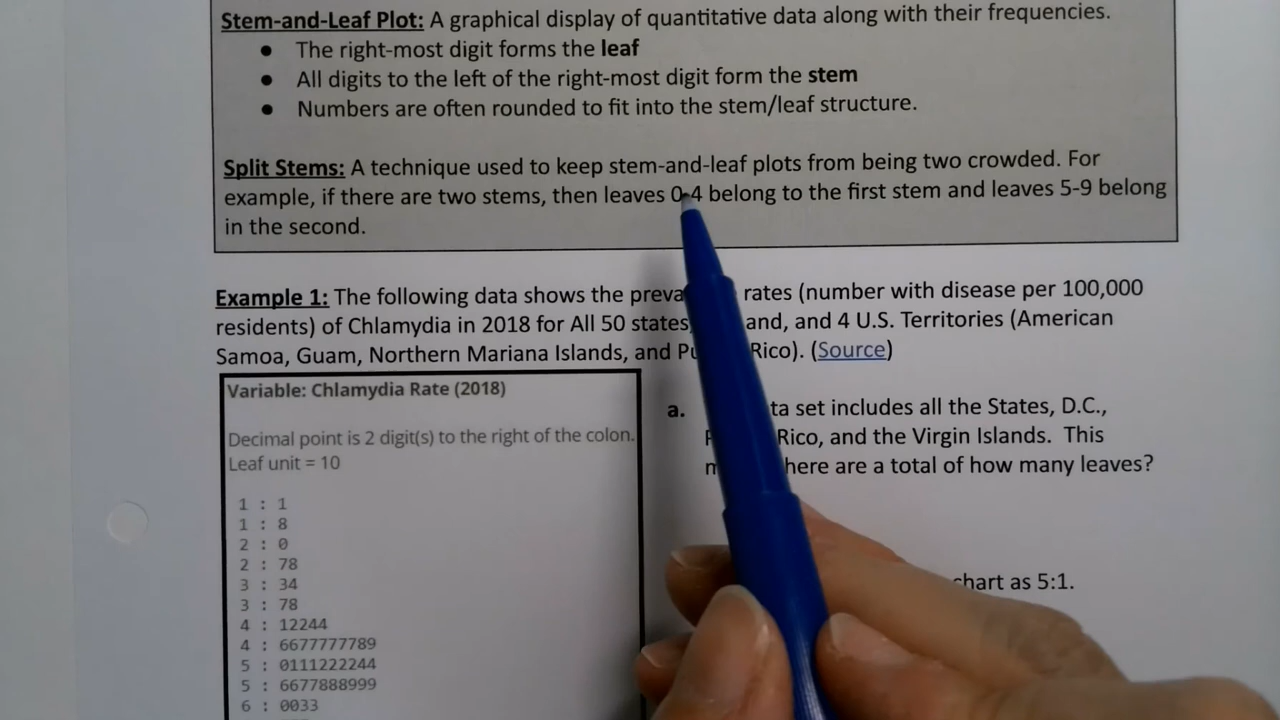 Stem-and-Leaf Plot: A graphical display of quantitative data along with their frequencies.
● The right-most digit forms the leaf
● All digits to the left of the right-most digit form the stem
● Numbers are often rounded to fit into the stem/leaf structure.
Split Stems: A technique used to keep stem-and-leaf plots from being two crowded. For
example, if there are two stems, then leaves 0-4 belong to the first stem and leaves 5-9 belong
in the second.
Example 1: The following data shows the rates (number with disease per 100,000
residents) of Chlamydia in 2018 for All 50 states, and, and 4 U.S. Territories (American
Samoa, Guam, Northern Mariana Islands, and Rico). (Source)
Variable: Chlamydia Rate (2018)
Decimal point is 2 digit(s) to the right of the colon.
Leaf unit = 10
1 : 1
1 : 8
2 : 0
2 : 78
3 : 34
3 : 78
4 : 12244
4 : 6677777789
5 : 0111222244
5 : 6677888999
6 : 0033
a. ta set includes all the States, D.C.,
Rico, and the Virgin Islands. This
here are a total of how many leaves?
chart as 5:1.